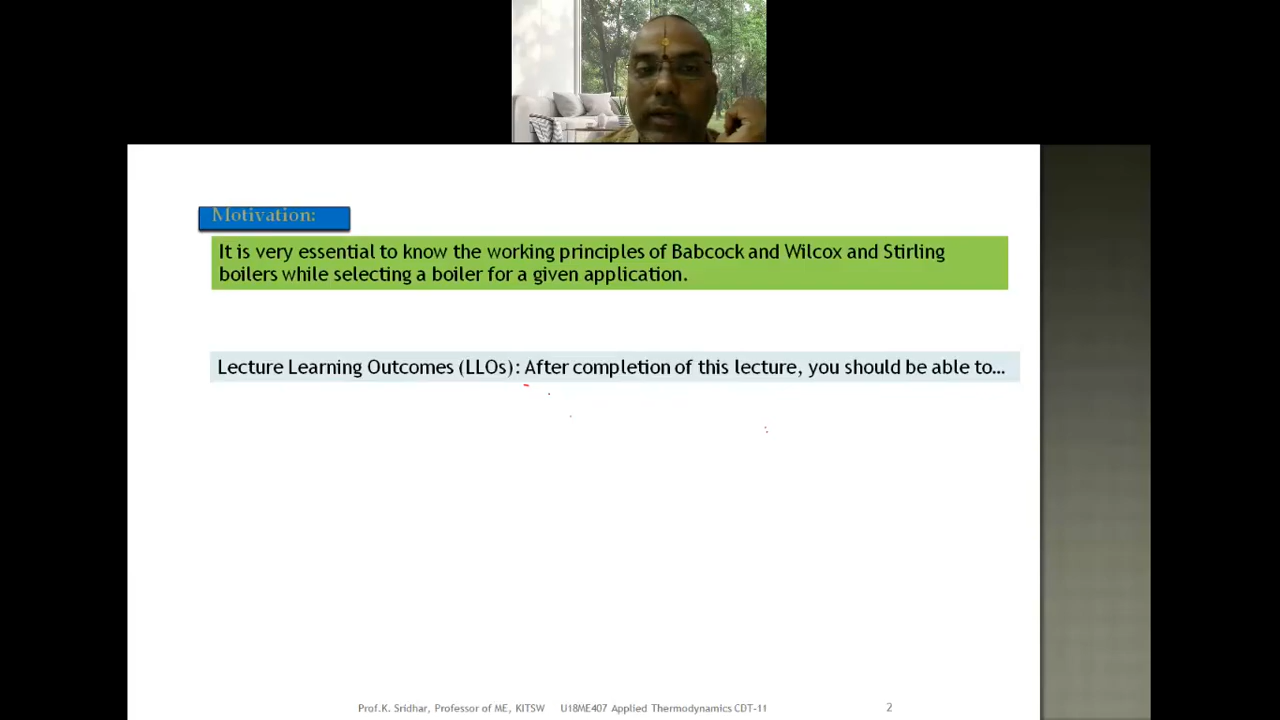 Motivation:
It is very essential to know the working principles of Babcock and Wilcox and Stirling
boilers while selecting a boiler for a given application.
Lecture Learning Outcomes (LLOs): After completion of this lecture, you should be able to...
Prof.K. Sridhar, Professor of ME, KITSW U18ME407 Applied Thermodynamics CDT-11 2